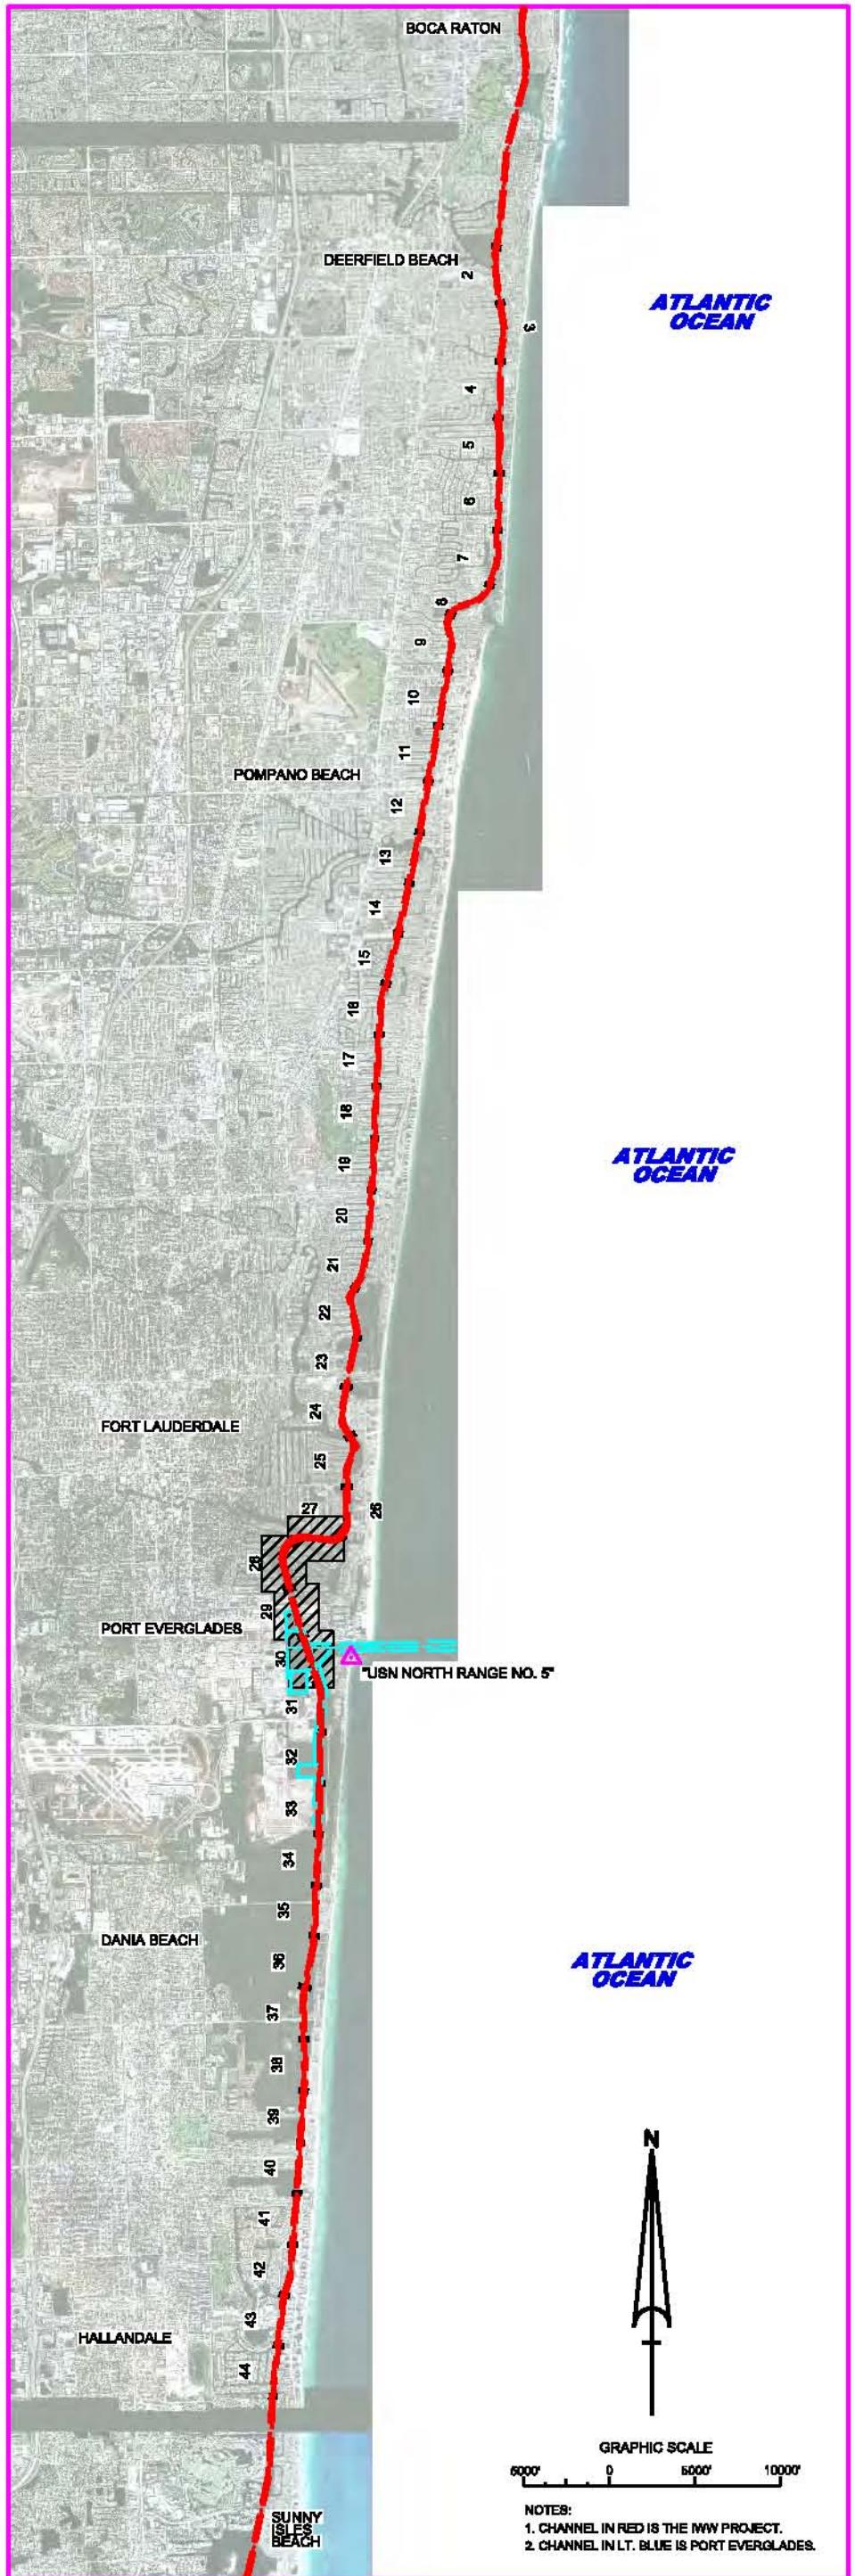 BOCA RATON
DEERFIELD BEACH
2
ATLANTIC
OCEAN
3
4
5
6
7
8
9
10
11
POMPANO BEACH
12
13
14
15
16
17
18
ATLANTIC
OCEAN
19
20
21
22
23
24
FORT LAUDERDALE
25
27
26
28
29
PORT EVERGLADES
30
"USN NORTH RANGE NO. 5"
31
32
33
34
35
DANIA BEACH
36
ATLANTIC
OCEAN
37
38
39
N
40
41
42
43
HALLANDALE
44
GRAPHIC SCALE
5000' 0 5000' 10000'
NOTES:
1. CHANNEL IN RED IS THE IWW PROJECT.
2. CHANNEL IN LT. BLUE IS PORT EVERGLADES.
SUNNY
ISLES
BEACH